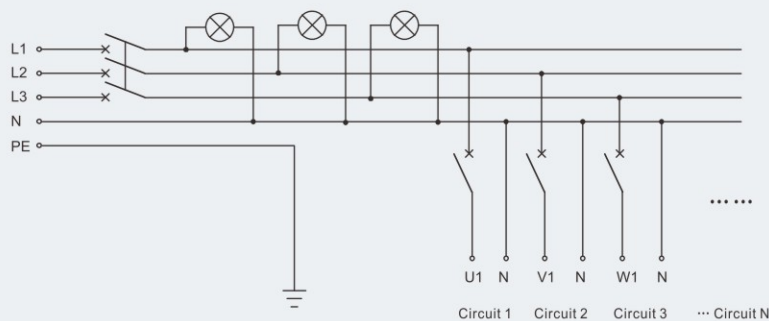 L1
L2
L3
N
PE
U1 N V1 N W1 N
Circuit 1 Circuit 2 Circuit 3 ··· Circuit N